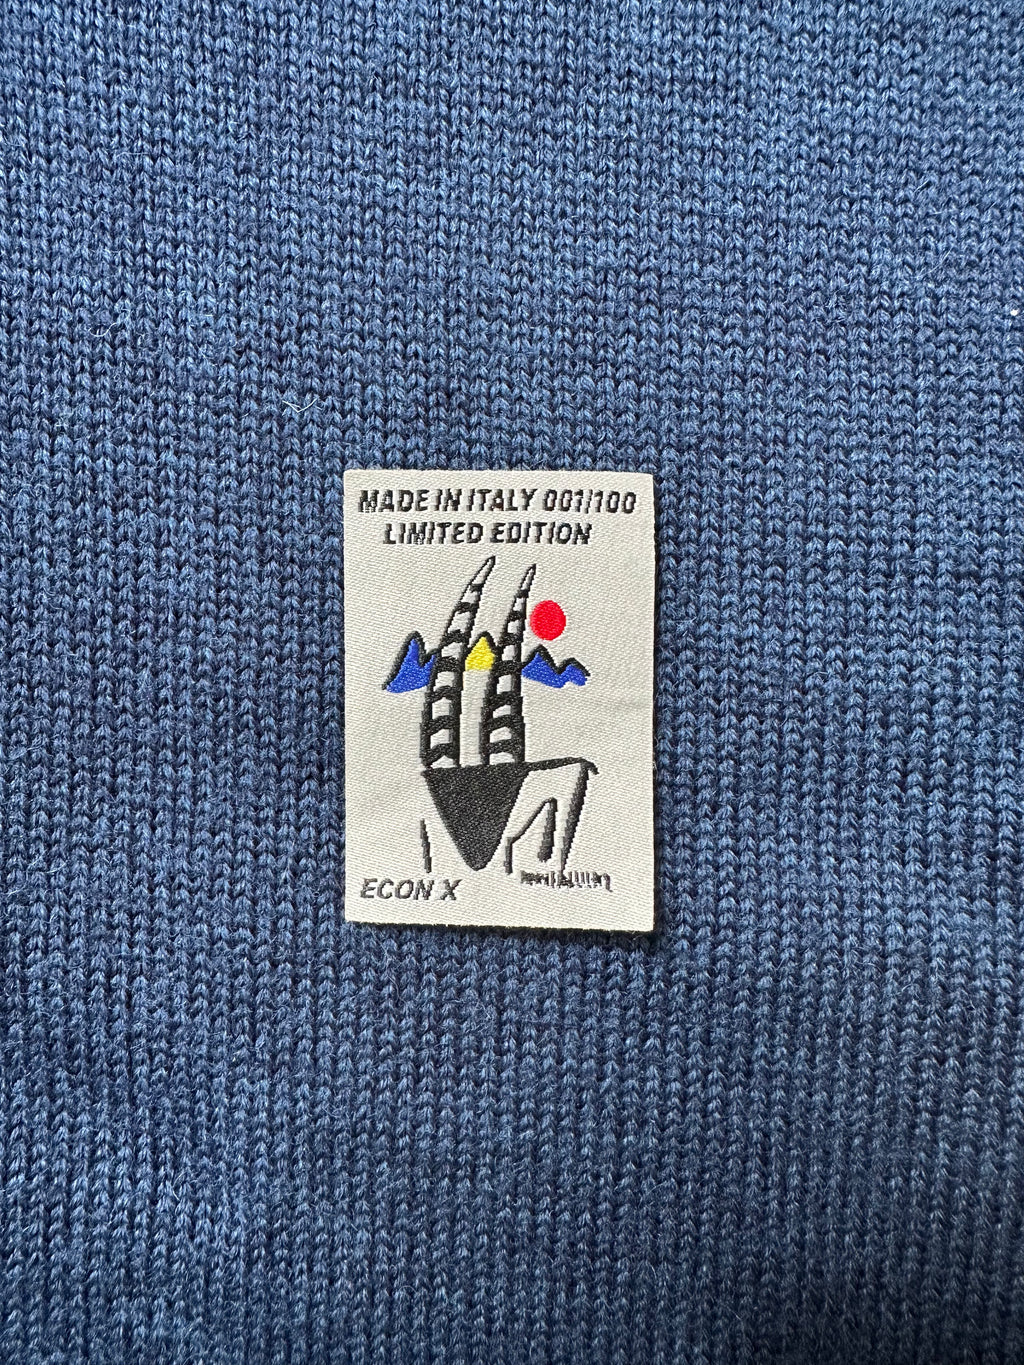 MADE IN ITALY 001/100
LIMITED EDITION
ECON X